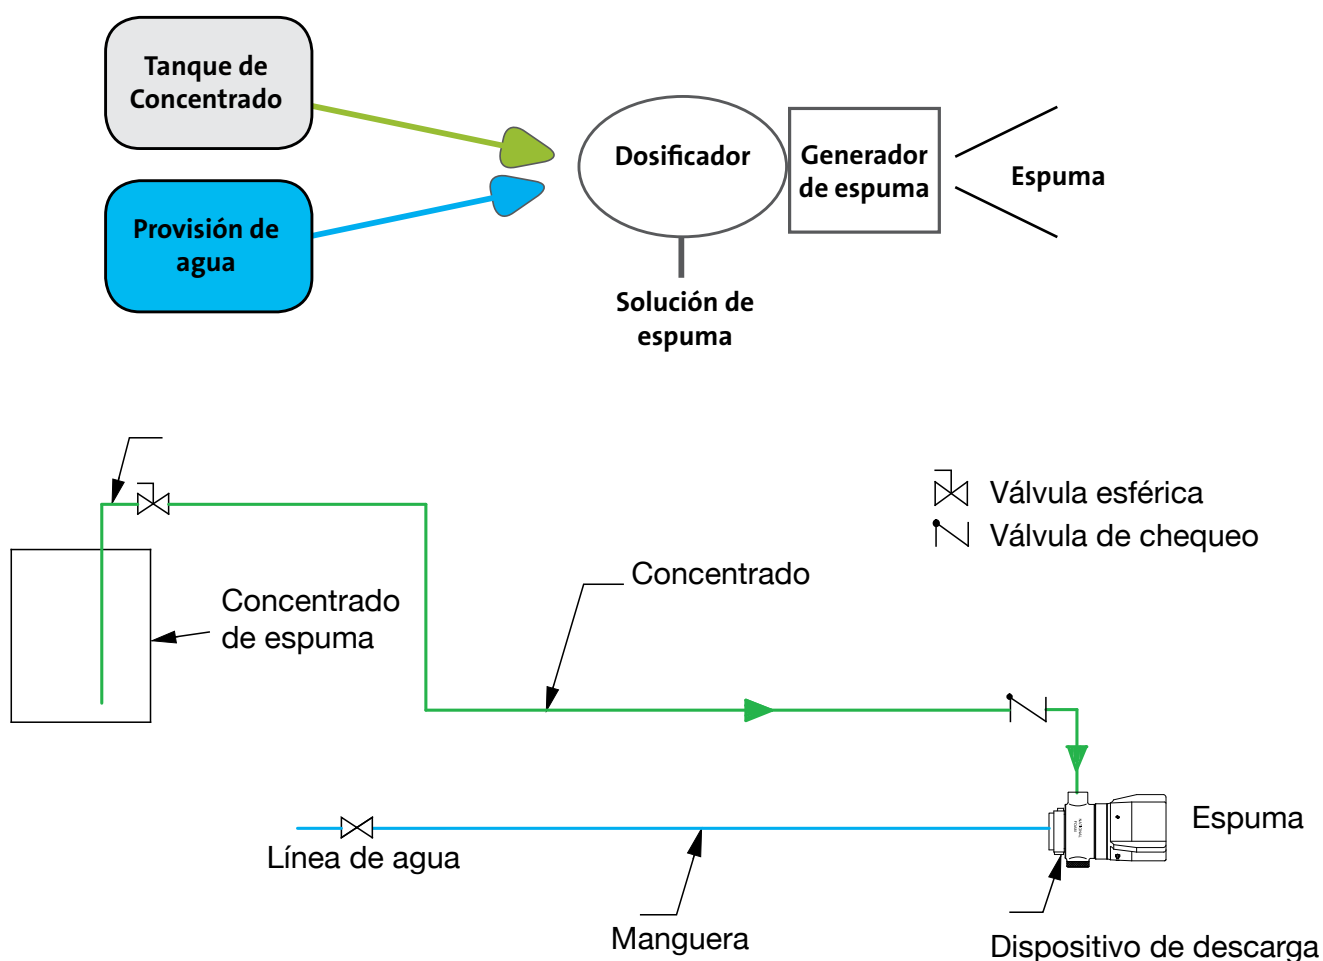 Tanque de
Concentrado
Dosificador
Generador
de espuma
Espuma
Provisión de
agua
Solución de
espuma
Válvula esférica
Válvula de chequeo
Concentrado
Concentrado
de espuma
Espuma
Línea de agua
Manguera
Dispositivo de descarga